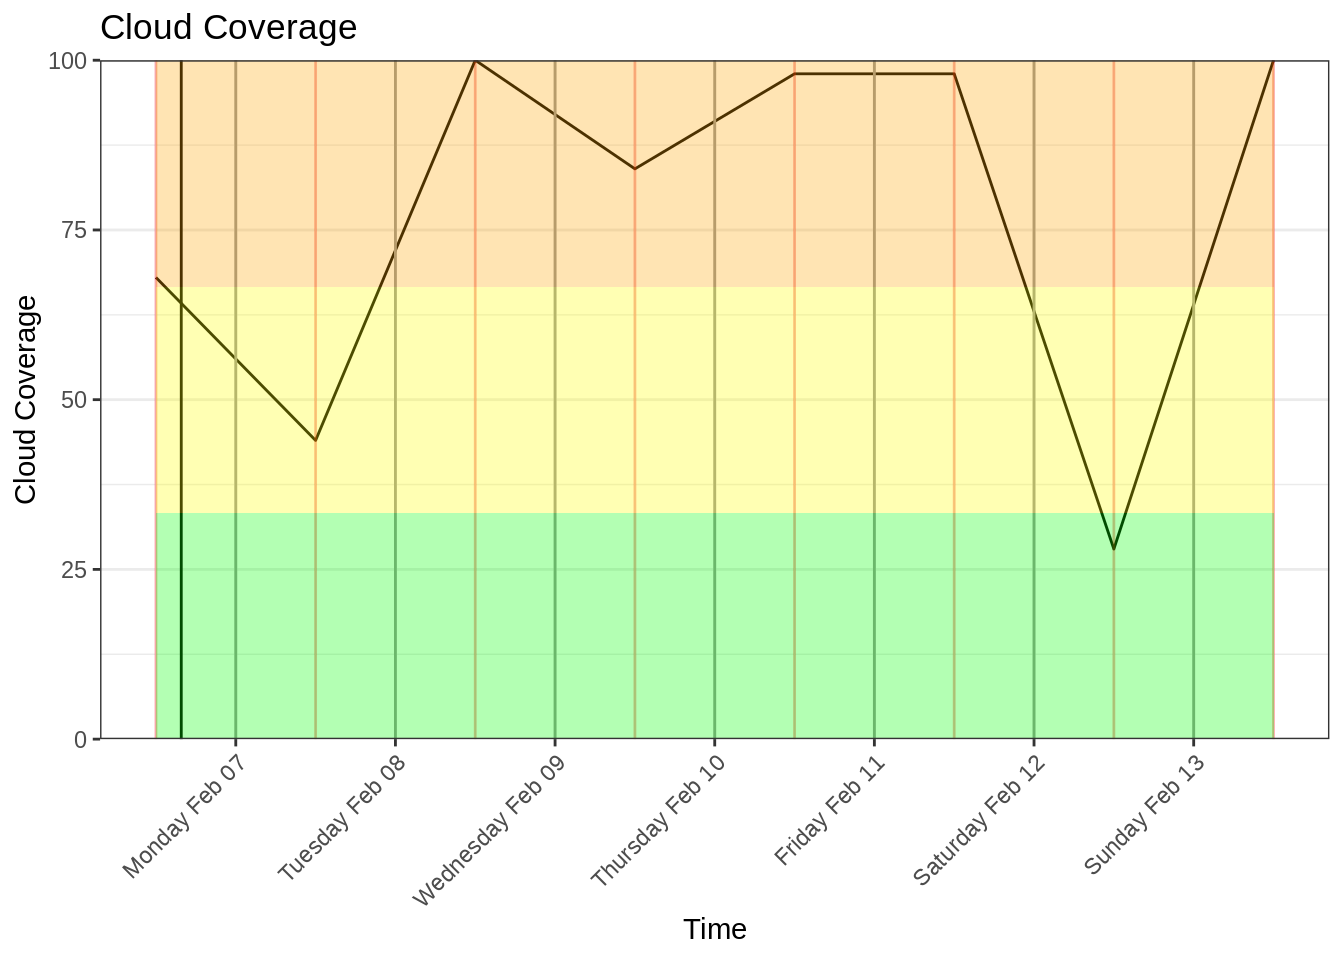 Cloud Coverage
100
75
50
25
0
Cloud Coverage
Monday Feb 07
Tuesday Feb 08
Wednesday Feb 09
Thursday Feb 10
Friday Feb 11
Saturday Feb 12
Sunday Feb 13
Time